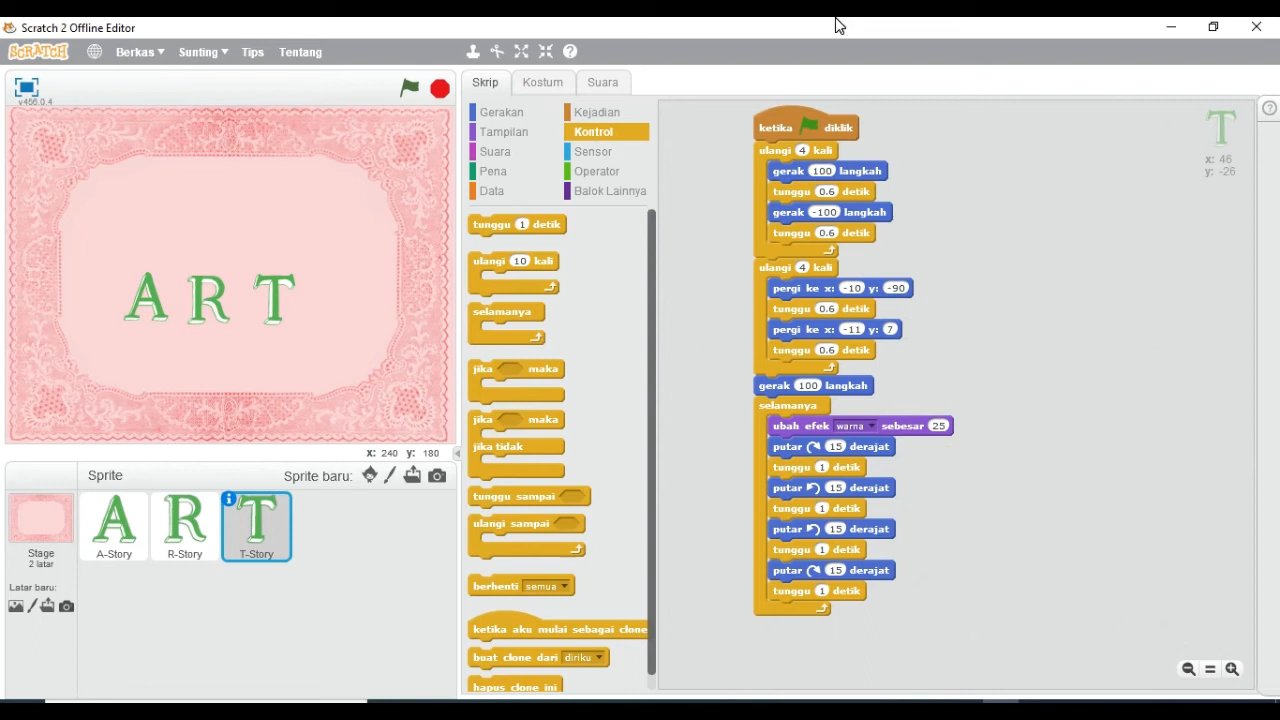 Scratch 2 Offline Editor
SCRATCH Berkas Sunting Tips Tentang
v456.0.4
A R T
x: 240 y: 180
Sprite Sprite baru:
Stage
2 latar
Latar baru:
A R T
A-Story R-Story T-Story
Skrip Kostum Suara
Gerakan Kejadian
Tampilan Kontrol
Suara Sensor
Pena Operator
Data Balok Lainnya
tunggu 1 detik
ulangi 10 kali
selamanya
jika maka
jika maka
jika tidak
tunggu sampai
ulangi sampai
berhenti semua
ketika aku mulai sebagai clone
buat clone dari diriku
hapus clone ini
ketika diklik
ulangi 4 kali
gerak 100 langkah
tunggu 0.6 detik
gerak -100 langkah
tunggu 0.6 detik
ulangi 4 kali
pergi ke x: -10 y: -90
tunggu 0.6 detik
pergi ke x: -11 y: 7
tunggu 0.6 detik
gerak 100 langkah
selamanya
ubah efek warna sebesar 25
putar 15 derajat
tunggu 1 detik
putar 15 derajat
tunggu 1 detik
putar 15 derajat
tunggu 1 detik
putar 15 derajat
tunggu 1 detik
T
x: 46
y: -26